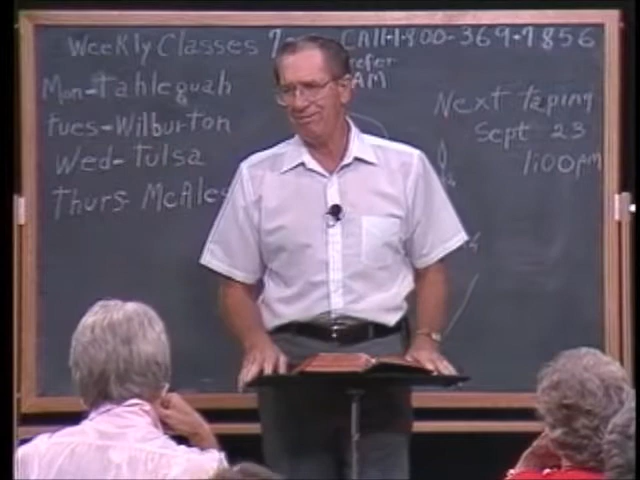 Weekly Classes
CAll-1-800-369-7856
AM
Mon-Tahlequah
Tues-Wilburton
Wed-Tulsa
Thurs- McAles
Next taping
Sept 23
1:00pm